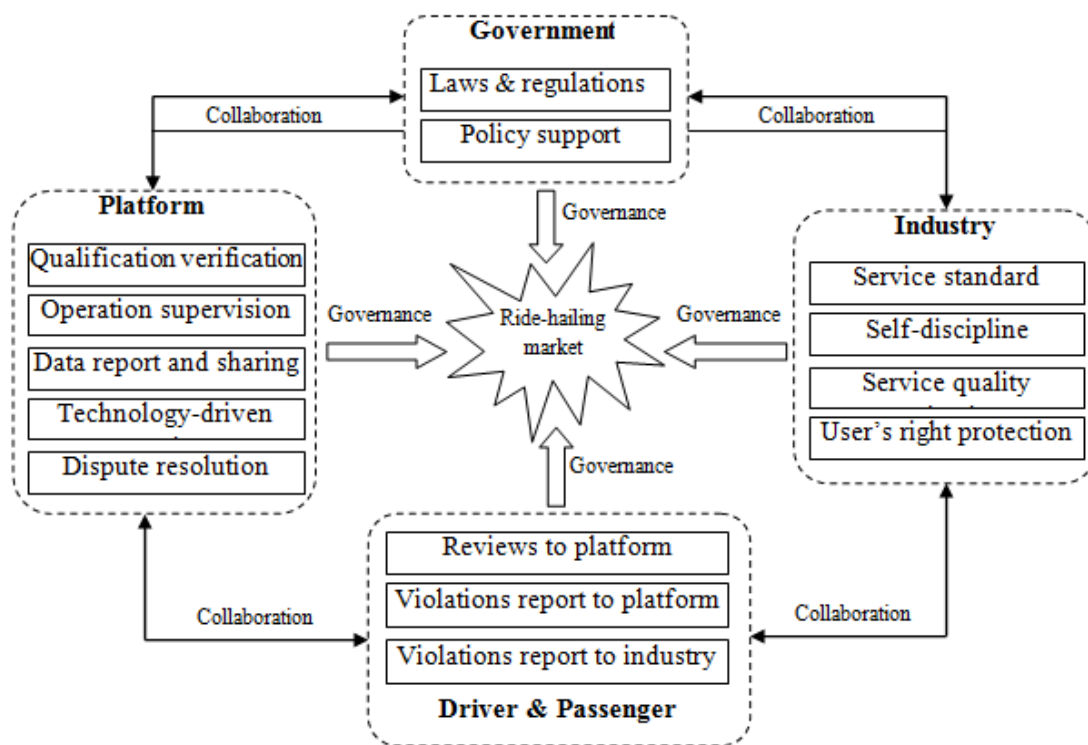 Government
Laws & regulations
Policy support
Collaboration
Collaboration
Governance
Platform
Qualification verification
Operation supervision
Data report and sharing
Technology-driven
Dispute resolution
Governance
Ride-hailing
market
Governance
Industry
Service standard
Self-discipline
Service quality
User's right protection
Governance
Reviews to platform
Violations report to platform
Violations report to industry
Driver & Passenger
Collaboration
Collaboration